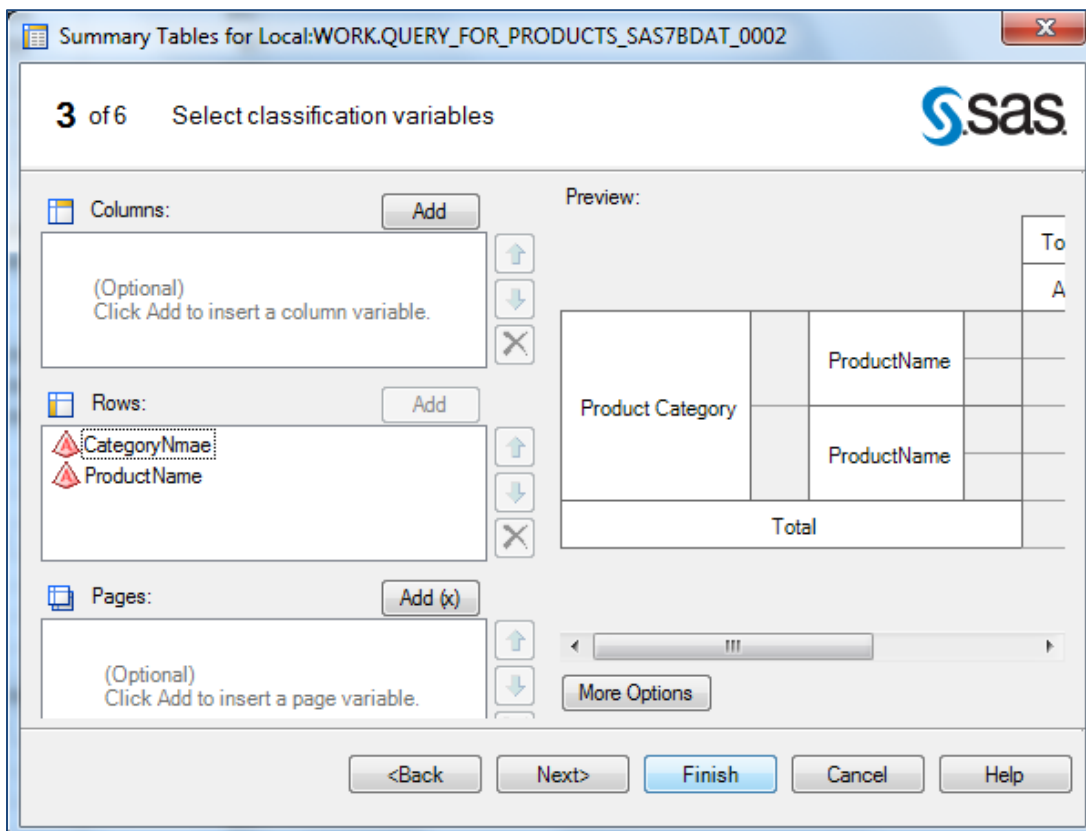 Summary Tables for Local:WORK.QUERY_FOR_PRODUCTS_SAS7BDAT_0002
3 of 6 Select classification variables
sas
Columns:
Add
(Optional)
Click Add to insert a column variable.
Rows:
Add
CategoryNmae
ProductName
Pages:
Add (x)
(Optional)
Click Add to insert a page variable.
Preview:
To
A
Product Category
ProductName
ProductName
Total
More Options
<Back
Next>
Finish
Cancel
Help